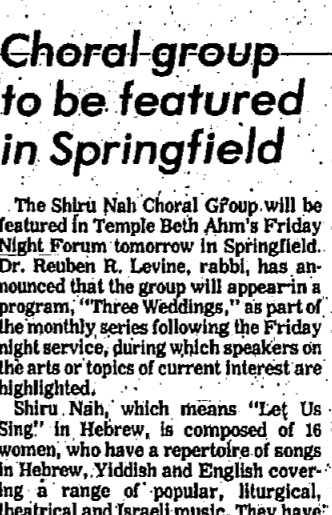 Choral group
to be featured
in Springfield
The Shiru Nah Choral Group will be
featured in Temple Beth Ahm's Friday
Night Forum tomorrow in Springfield.
Dr. Reuben R. Levine, rabbi, has an-
nounced that the group will appear in a
program, "Three Weddings," as part of
the monthly series following the Friday
night service, during which speakers on
the arts or topics of current interest are
highlighted.
Shiru Nah, which means "Let Us
Sing" in Hebrew, is composed of 16
women, who have a repertoire of songs
in Hebrew, Yiddish and English cover-
ing a range of popular, liturgical,
theatrical and Israeli music. They have